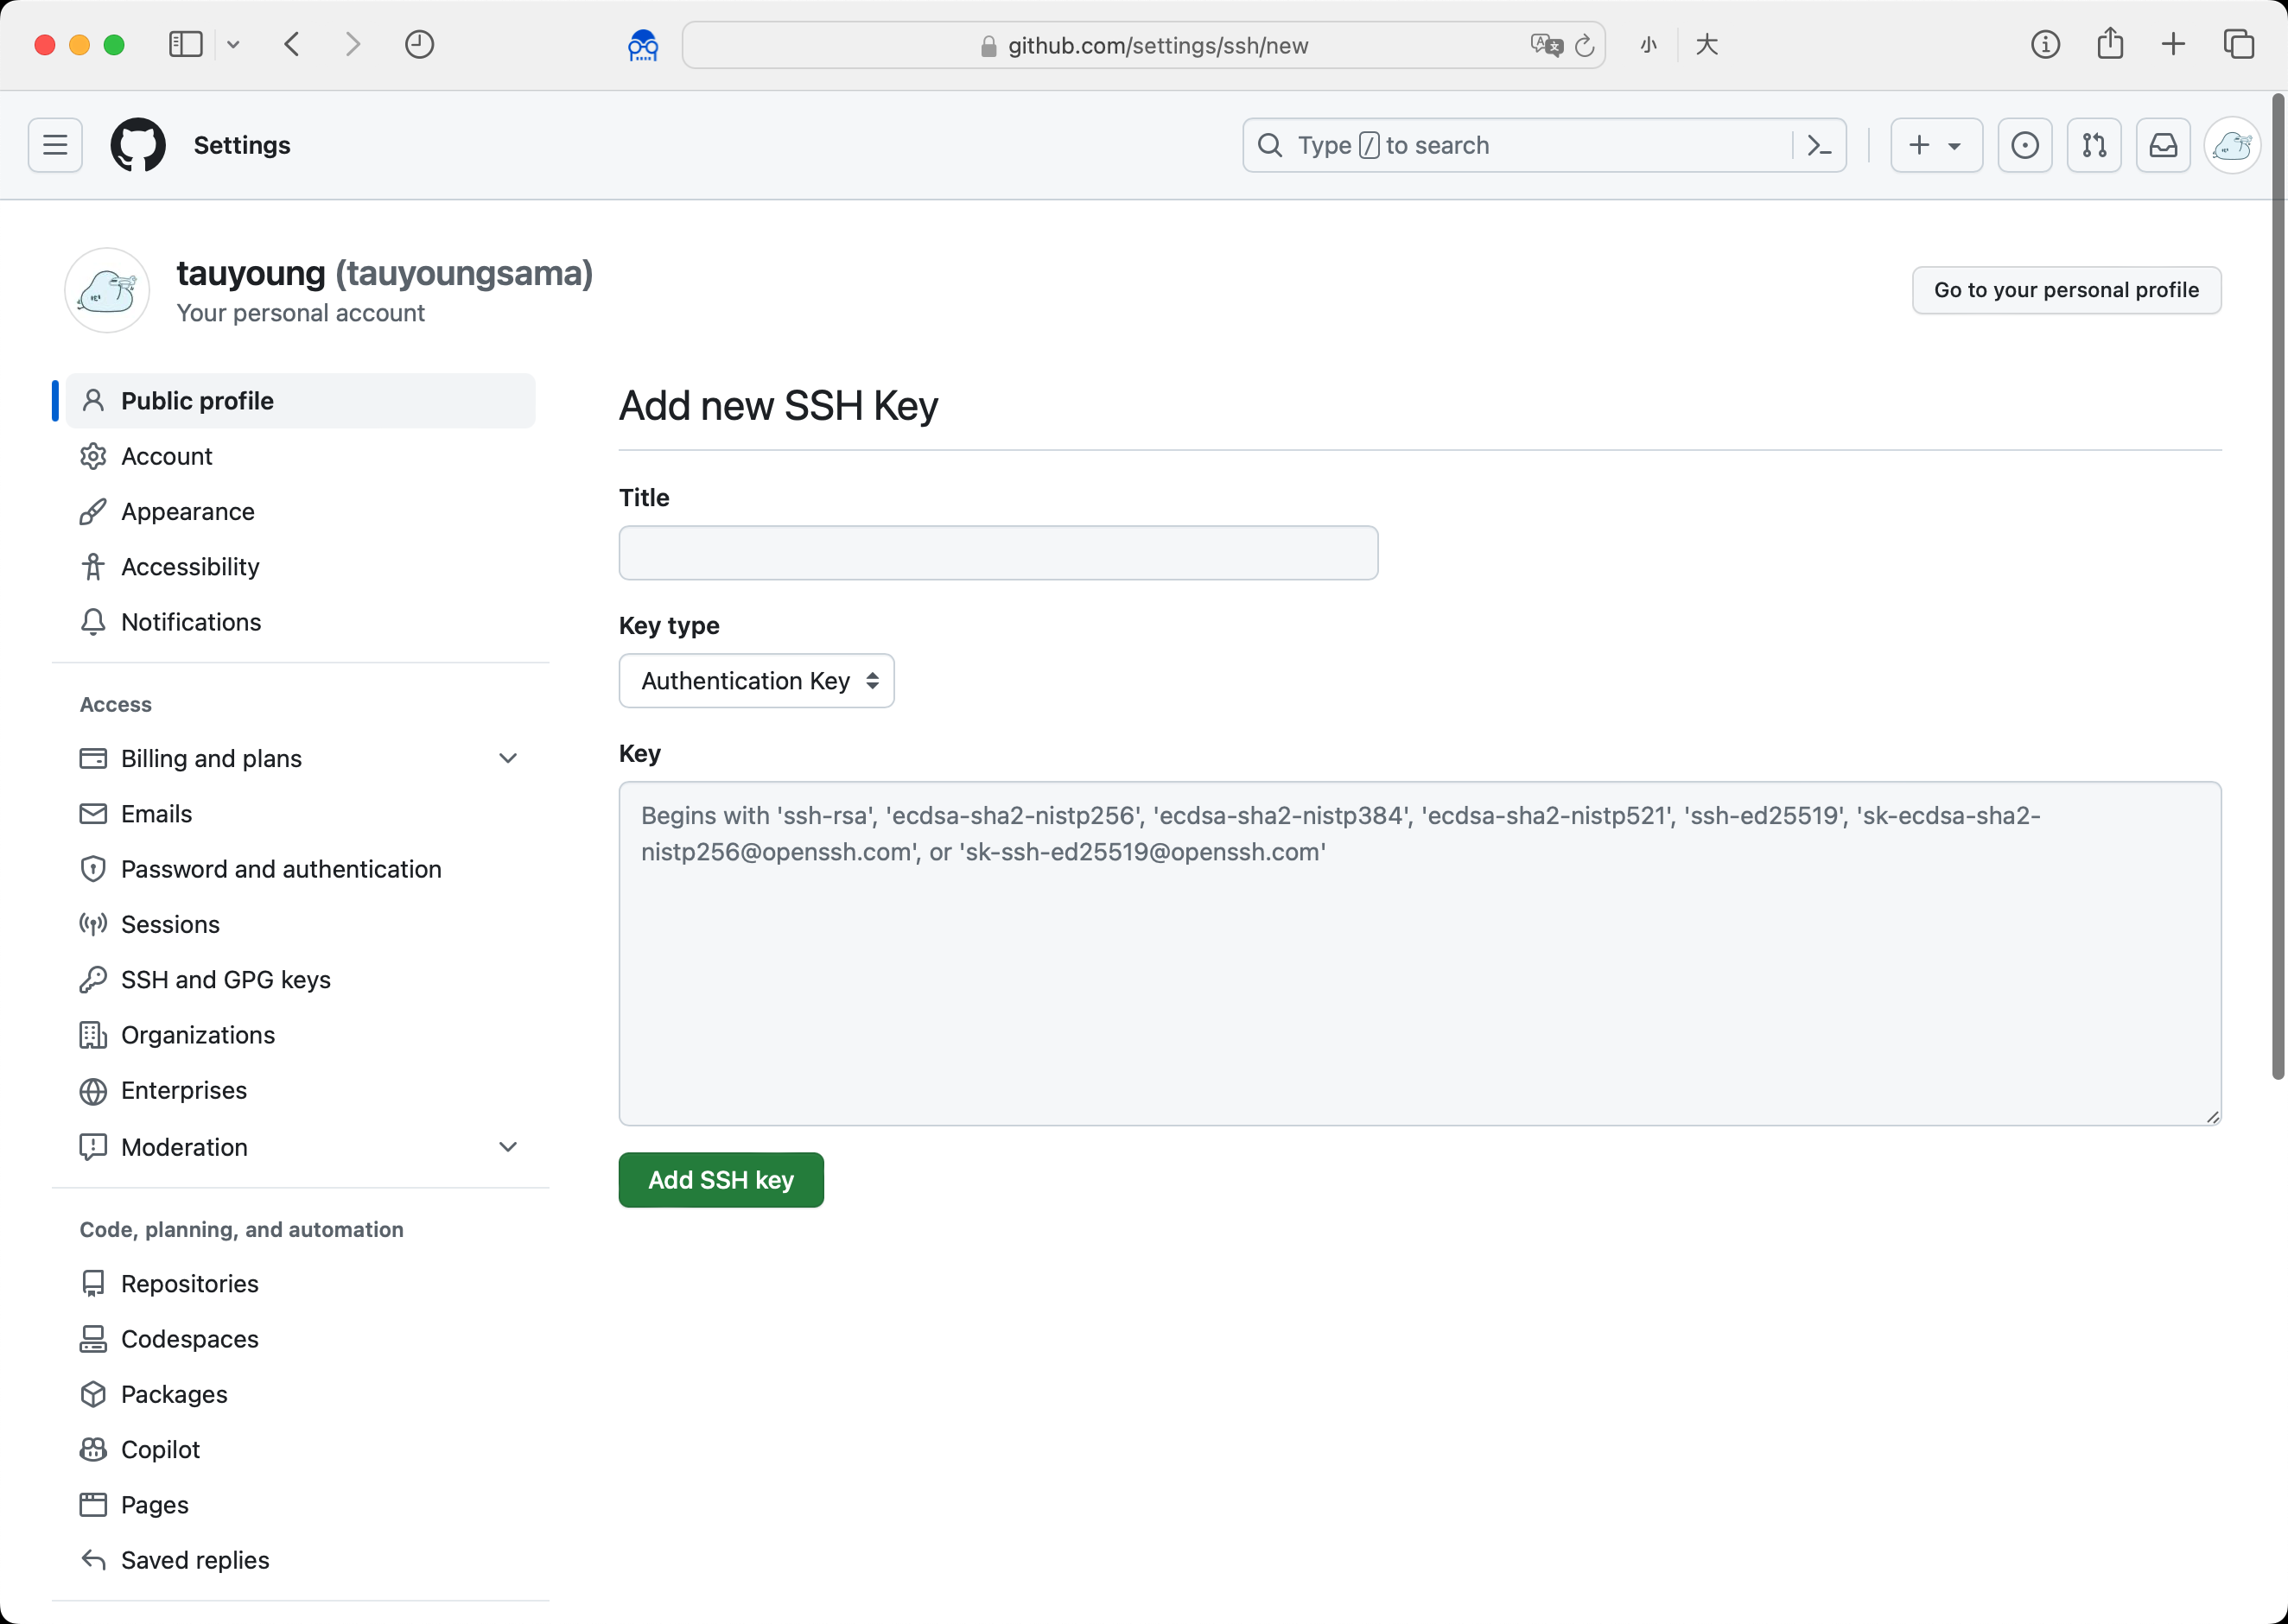 github.com/settings/ssh/new
小 大
Settings
Type / to search
tauyoung (tauyoungsama)
Your personal account
Go to your personal profile
Public profile
Account
Appearance
Accessibility
Notifications
Access
Billing and plans
Emails
Password and authentication
Sessions
SSH and GPG keys
Organizations
Enterprises
Moderation
Code, planning, and automation
Repositories
Codespaces
Packages
Copilot
Pages
Saved replies
Add new SSH Key
Title
Key type
Authentication Key
Key
Begins with 'ssh-rsa', 'ecdsa-sha2-nistp256', 'ecdsa-sha2-nistp384', 'ecdsa-sha2-nistp521', 'ssh-ed25519', 'sk-ecdsa-sha2-
nistp256@openssh.com', or 'sk-ssh-ed25519@openssh.com'
Add SSH key